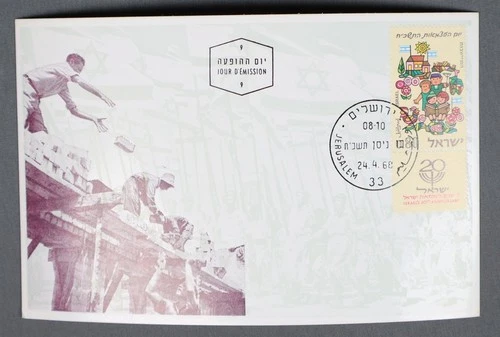 יום ההופעה
JOUR D'ÉMISSION
ירושלים
08-10
ניסן תשכ"ח
24.4.68
JERUSALEM
33
יום העצמאות התשכ"ח
ישראל
20
ישראל